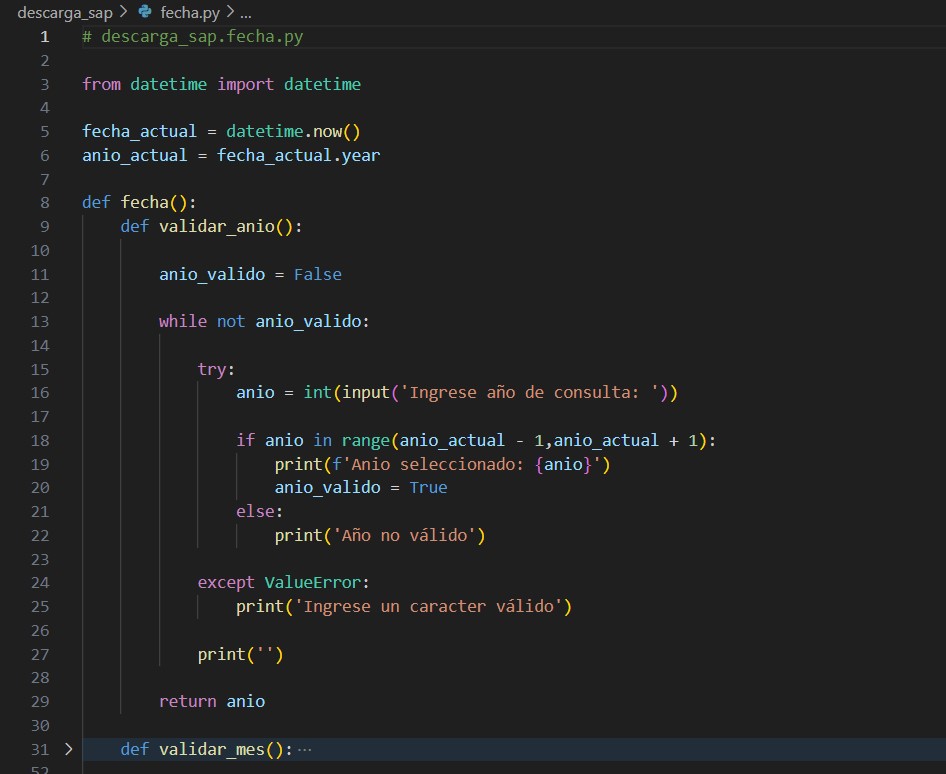 descarga_sap > fecha.py > ...
1 # descarga_sap.fecha.py
2
3 from datetime import datetime
4
5 fecha_actual = datetime.now()
6 anio_actual = fecha_actual.year
7
8 def fecha():
9     def validar_anio():
10
11         anio_valido = False
12
13         while not anio_valido:
14
15             try:
16                 anio = int(input('Ingrese año de consulta: '))
17
18                 if anio in range(anio_actual - 1,anio_actual + 1):
19                     print(f'Anio seleccionado: {anio}')
20                     anio_valido = True
21                 else:
22                     print('Año no válido')
23
24             except ValueError:
25                 print('Ingrese un caracter válido')
26
27             print('')
28
29         return anio
30
31 >   def validar_mes():···
52